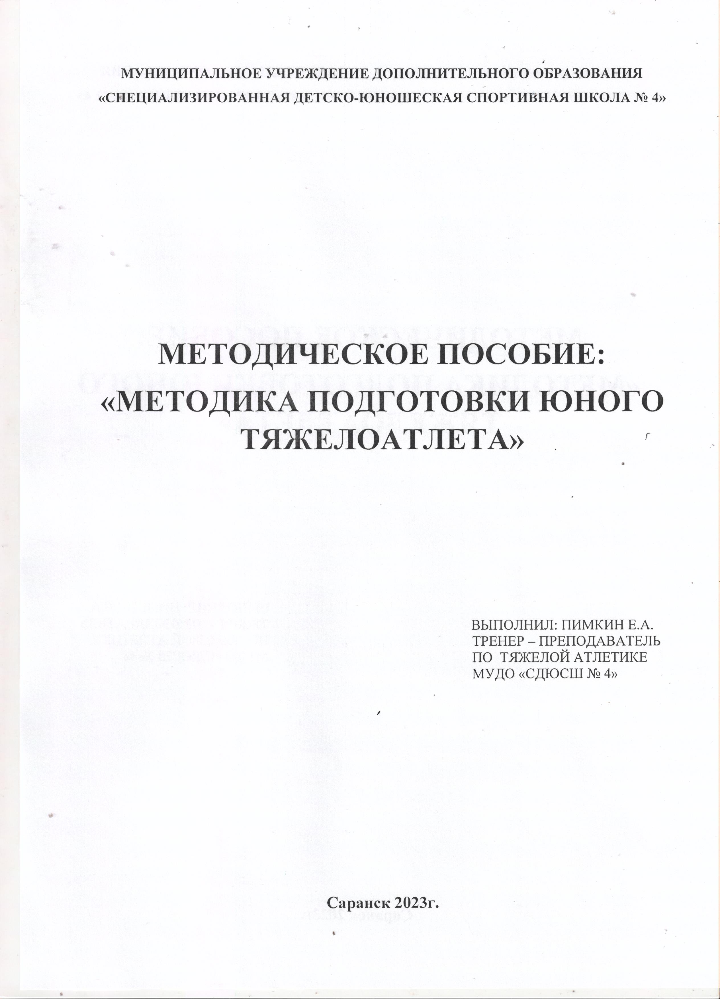 МУНИЦИПАЛЬНОЕ УЧРЕЖДЕНИЕ ДОПОЛНИТЕЛЬНОГО ОБРАЗОВАНИЯ
«СПЕЦИАЛИЗИРОВАННАЯ ДЕТСКО-ЮНОШЕСКАЯ СПОРТИВНАЯ ШКОЛА № 4»
МЕТОДИЧЕСКОЕ ПОСОБИЕ:
«МЕТОДИКА ПОДГОТОВКИ ЮНОГО
ТЯЖЕЛОАТЛЕТА»
ВЫПОЛНИЛ: ПИМКИН Е.А.
ТРЕНЕР – ПРЕПОДАВАТЕЛЬ
ПО ТЯЖЕЛОЙ АТЛЕТИКЕ
МУДО «СДЮСШ № 4»
Саранск 2023г.